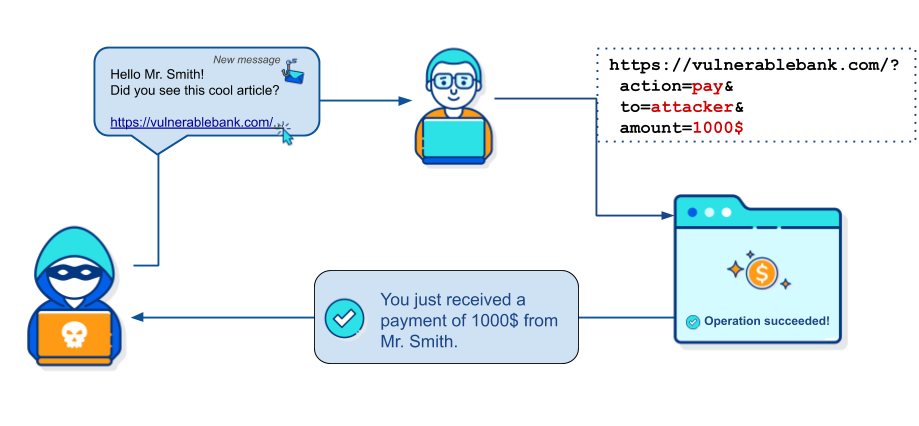 New message
Hello Mr. Smith!
Did you see this cool article?
https://vulnerablebank.com/...
https://vulnerablebank.com/?
action=pay&
to=attacker&
amount=1000$
$
Operation succeeded!
You just received a
payment of 1000$ from
Mr. Smith.